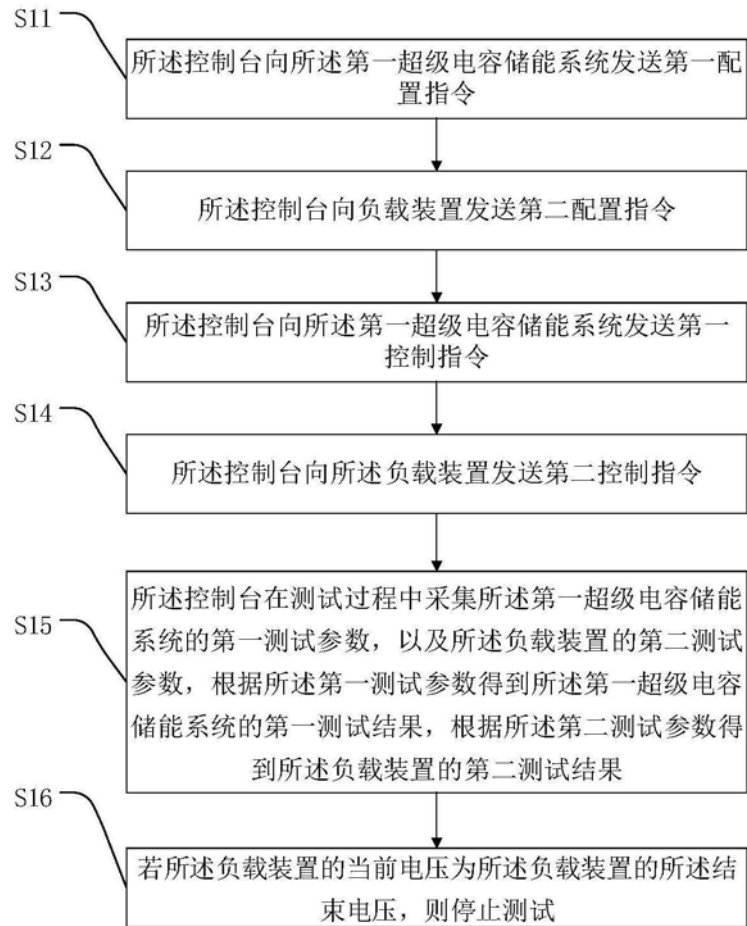 S11
所述控制台向所述第一超级电容储能系统发送第一配
置指令
S12
所述控制台向负载装置发送第二配置指令
S13
所述控制台向所述第一超级电容储能系统发送第一
控制指令
S14
所述控制台向所述负载装置发送第二控制指令
S15
所述控制台在测试过程中采集所述第一超级电容储能
系统的第一测试参数，以及所述负载装置的第二测试
参数，根据所述第一测试参数得到所述第一超级电容
储能系统的第一测试结果，根据所述第二测试参数得
到所述负载装置的第二测试结果
S16
若所述负载装置的当前电压为所述负载装置的所述结
束电压，则停止测试